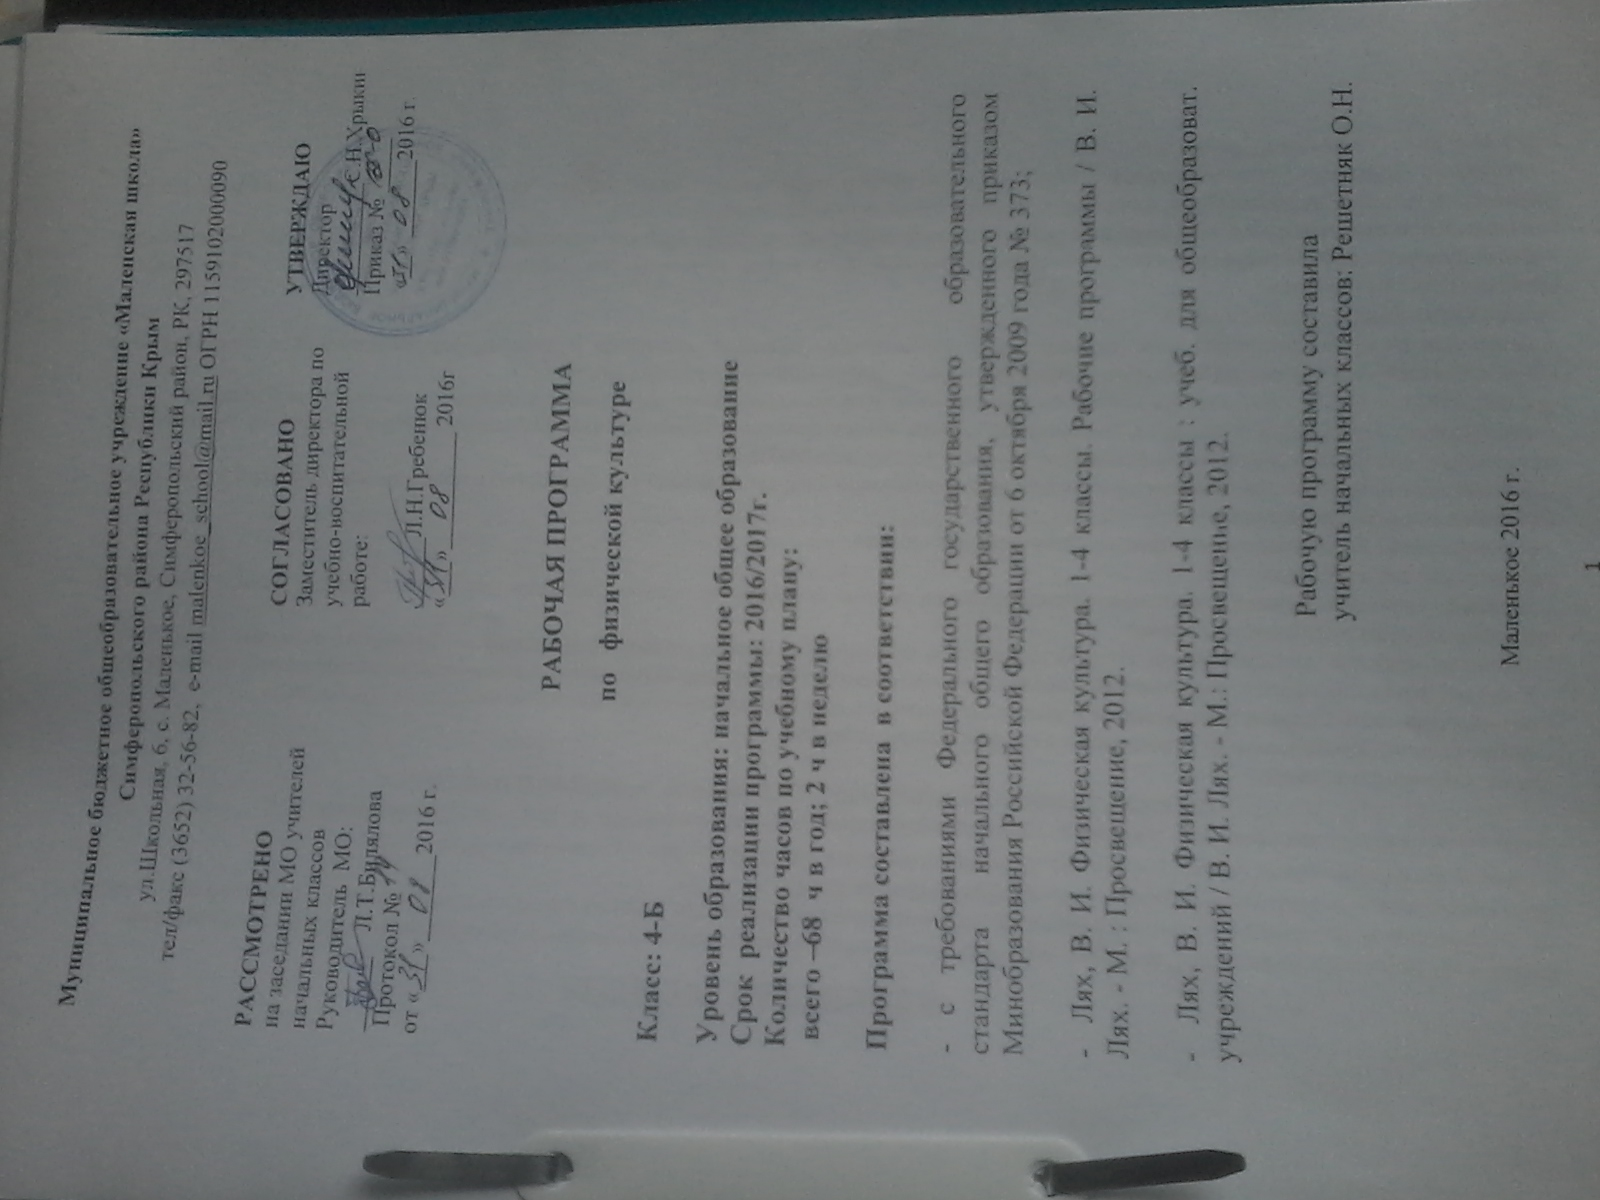 Муниципальное бюджетное общеобразовательное учреждение «Маленская школа»
Симферопольского района Республики Крым
ул.Школьная, 6, с. Маленькое, Симферопольский район, РК, 297517
тел/факс (3652) 32-56-82, e-mail malenkoe_school@mail.ru ОГРН 1159102000090
РАССМОТРЕНО
на заседании МО учителей
начальных классов
Руководитель МО:
Л.Т.Билялова
Протокол №
от «31» 08 2016 г.
СОГЛАСОВАНО
Заместитель директора по
учебно-воспитательной
работе:
Л.Н.Гребенюк
«31» 08 2016г
УТВЕРЖДАЮ
Директор
С.Н.Хрыкин
Приказ №
«31» 08 2016 г.
РАБОЧАЯ ПРОГРАММА
по физической культуре
Класс: 4-Б
Уровень образования: начальное общее образование
Срок реализации программы: 2016/2017г.
Количество часов по учебному плану:
всего –68 ч в год; 2 ч в неделю
Программа составлена в соответствии:
- с требованиями Федерального государственного образовательного
стандарта начального общего образования, утвержденного приказом
Минобразования Российской Федерации от 6 октября 2009 года № 373;
- Лях, В. И. Физическая культура. 1-4 классы. Рабочие программы / В. И.
Лях. - М. : Просвещение, 2012.
- Лях, В. И. Физическая культура. 1-4 классы : учеб. для общеобразоват.
учреждений / В. И. Лях. - М.: Просвещение, 2012.
Рабочую программу составила
учитель начальных классов: Решетняк О.Н.
Маленькое 2016 г.
1